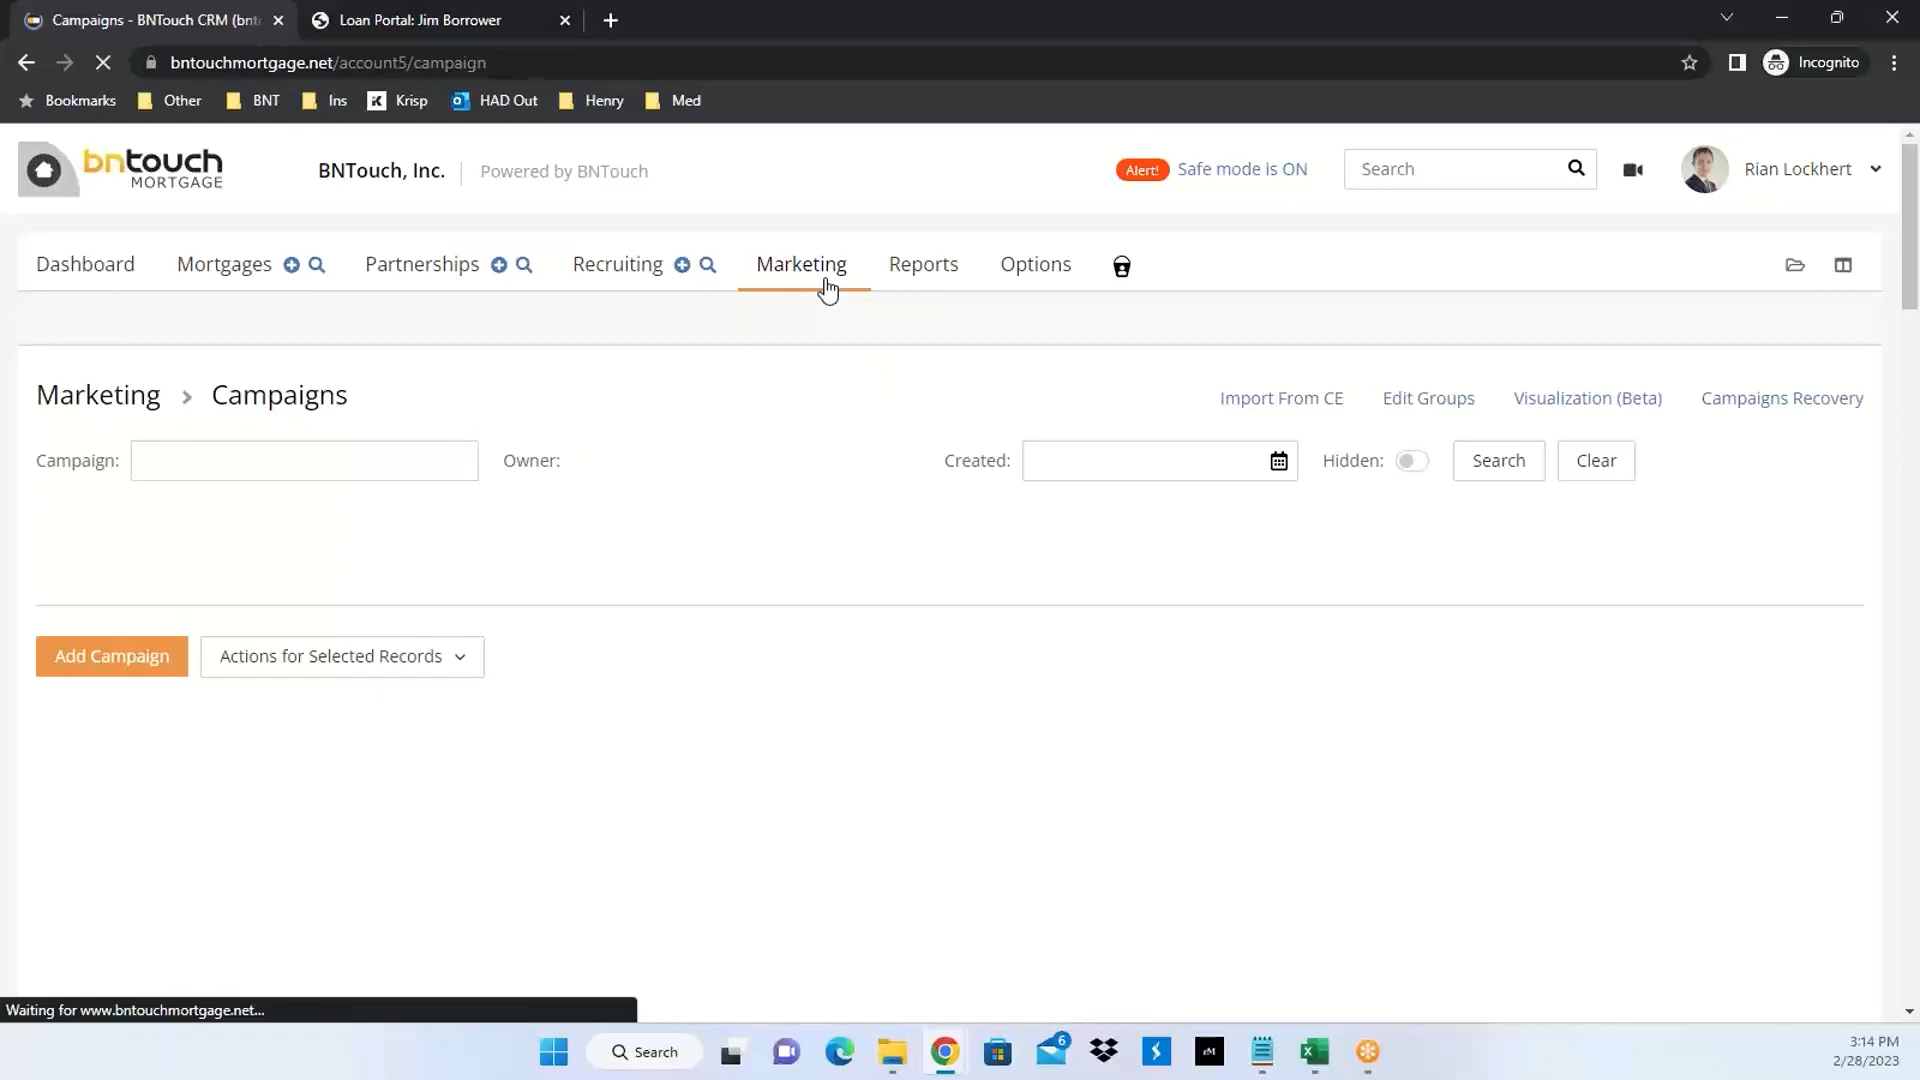 Campaigns - BNTouch CRM (bnt
Loan Portal: Jim Borrower
bntouchmortgage.net/account5/campaign
Incognito
Bookmarks
Other
BNT
Ins
Krisp
HAD Out
Henry
Med
bntouch
MORTGAGE
BNTouch, Inc.
Powered by BNTouch
Alert!
Safe mode is ON
Search
Rian Lockhert
Dashboard
Mortgages
Partnerships
Recruiting
Marketing
Reports
Options
Marketing > Campaigns
Import From CE
Edit Groups
Visualization (Beta)
Campaigns Recovery
Campaign:
Owner:
Created:
Hidden:
Search
Clear
Add Campaign
Actions for Selected Records
Waiting for www.bntouchmortgage.net...
Search
6
rM
3:14 PM
2/28/2023